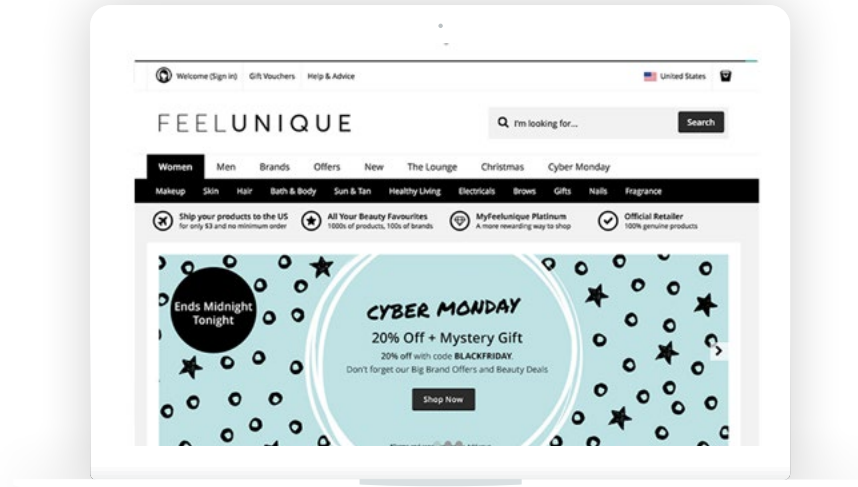 Welcome (Sign in) Gift Vouchers Help & Advice United States
FEELUNIQUE
I'm looking for... Search
Women Men Brands Offers New The Lounge Christmas Cyber Monday
Makeup Skin Hair Bath & Body Sun & Tan Healthy Living Electricals Brows Gifts Nails Fragrance
Ship your products to the US
for only $3 and no minimum order
All Your Beauty Favourites
1000s of products, 100s of brands
MyFeelunique Platinum
A more rewarding way to shop
Official Retailer
100% genuine products
Ends Midnight
Tonight
CYBER MONDAY
20% Off + Mystery Gift
20% off with code BLACKFRIDAY.
Don't forget our Big Brand Offers and Beauty Deals
Shop Now